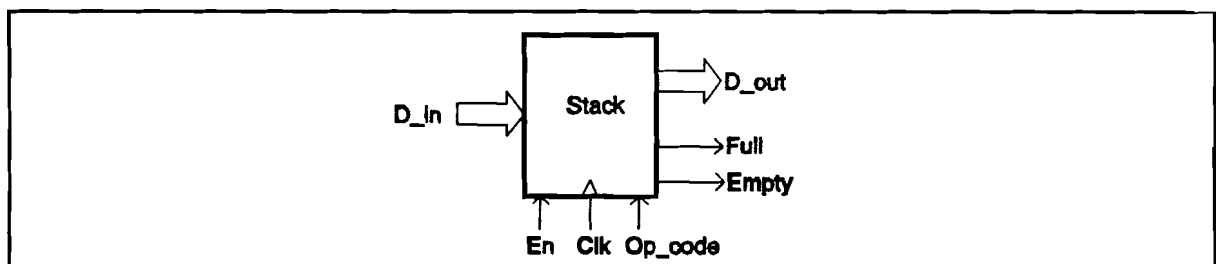 D_in
Stack
D_out
Full
Empty
En Clk Op_code